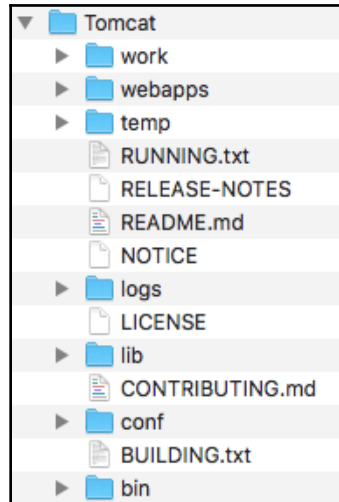 Tomcat
work
webapps
temp
RUNNING.txt
RELEASE-NOTES
README.md
NOTICE
logs
LICENSE
lib
CONTRIBUTING.md
conf
BUILDING.txt
bin